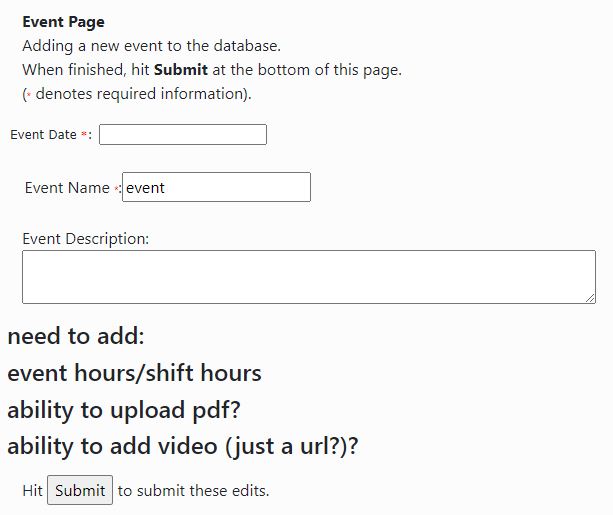 Event Page
Adding a new event to the database.
When finished, hit Submit at the bottom of this page.
(* denotes required information).
Event Date *:
Event Name *: event
Event Description:
need to add:
event hours/shift hours
ability to upload pdf?
ability to add video (just a url?)?
Hit Submit to submit these edits.